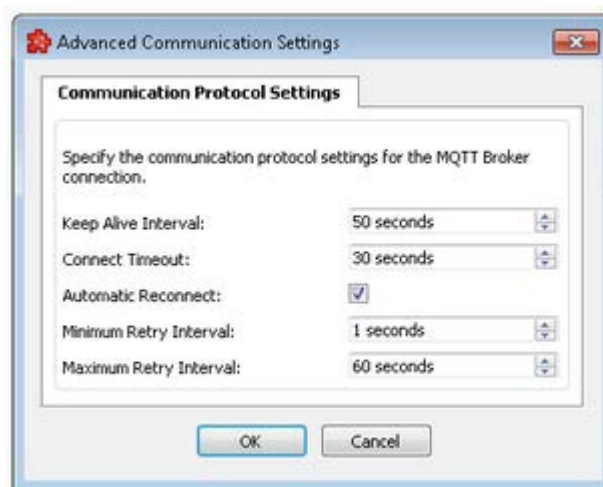 Advanced Communication Settings
Communication Protocol Settings
Specify the communication protocol settings for the MQTT Broker
connection.
Keep Alive Interval: 50 seconds
Connect Timeout: 30 seconds
Automatic Reconnect:
Minimum Retry Interval: 1 seconds
Maximum Retry Interval: 60 seconds
OK Cancel